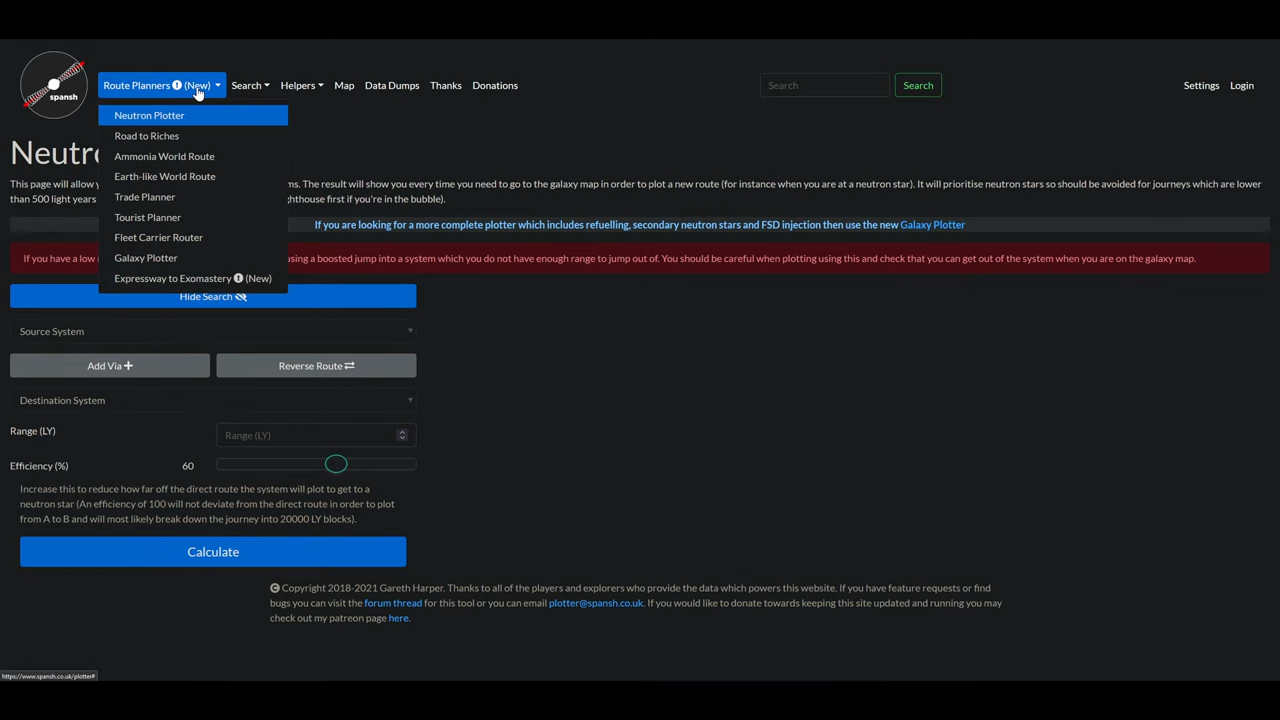 spansh
Route Planners (New) Search Helpers Map Data Dumps Thanks Donations Search Search Settings Login
Neutron Plotter
Road to Riches
Ammonia World Route
Earth-like World Route
Trade Planner
Tourist Planner
Fleet Carrier Router
Galaxy Plotter
Expressway to Exomastery (New)
Neutro
This page will allow y ms. The result will show you every time you need to go to the galaxy map in order to plot a new route (for instance when you are at a neutron star). It will prioritise neutron stars so should be avoided for journeys which are lower
than 500 light years thouse first if you're in the bubble).
If you are looking for a more complete plotter which includes refuelling, secondary neutron stars and FSD injection then use the new Galaxy Plotter
If you have a low using a boosted jump into a system which you do not have enough range to jump out of. You should be careful when plotting using this and check that you can get out of the system when you are on the galaxy map.
Hide Search
Source System
Add Via Reverse Route
Destination System
Range (LY) Range (LY)
Efficiency (%) 60
Increase this to reduce how far off the direct route the system will plot to get to a
neutron star (An efficiency of 100 will not deviate from the direct route in order to plot
from A to B and will most likely break down the journey into 20000 LY blocks).
Calculate
Copyright 2018-2021 Gareth Harper. Thanks to all of the players and explorers who provide the data which powers this website. If you have feature requests or find
bugs you can visit the forum thread for this tool or you can email plotter@spansh.co.uk. If you would like to donate towards keeping this site updated and running you may
check out my patreon page here.
https://www.spansh.co.uk/plotter#